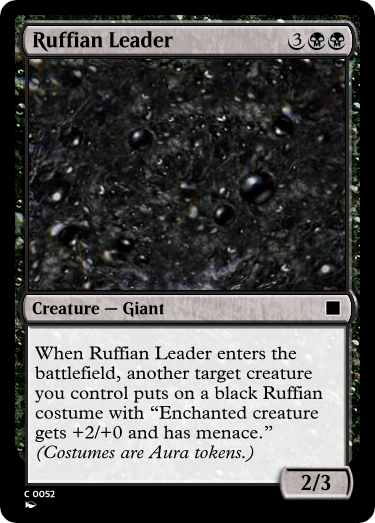 Ruffian Leader 3
Creature — Giant
When Ruffian Leader enters the
battlefield, another target creature
you control puts on a black Ruffian
costume with “Enchanted creature
gets +2/+0 and has menace.”
(Costumes are Aura tokens.)
2/3
C 0052